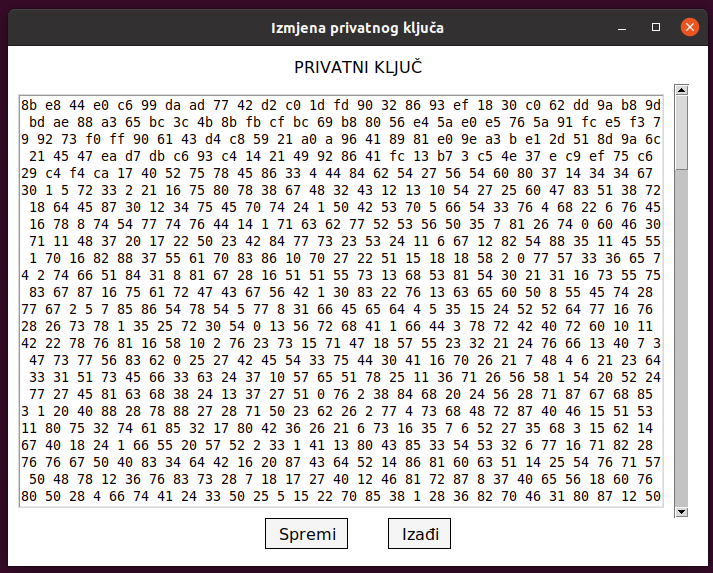 Izmjena privatnog ključa
PRIVATNI KLJUČ
8b e8 44 e0 c6 99 da ad 77 42 d2 c0 1d fd 90 32 86 93 ef 18 30 c0 62 dd 9a b8 9d
bd ae 88 a3 65 bc 3c 4b 8b fb cf bc 69 b8 80 56 e4 5a e0 e5 76 5a 91 fc e5 f3 7
9 92 73 f0 ff 90 61 43 d4 c8 59 21 a0 a 96 41 89 81 e0 9e a3 b e1 2d 51 8d 9a 6c
21 45 47 ea d7 db c6 93 c4 14 21 49 92 86 41 fc 13 b7 3 c5 4e 37 e c9 ef 75 c6
29 c4 f4 ca 17 40 52 75 78 45 86 33 4 44 84 62 54 27 56 54 60 80 37 14 34 34 67
30 1 5 72 33 2 21 16 75 80 78 38 67 48 32 43 12 13 10 54 27 25 60 47 83 51 38 72
18 64 45 87 30 12 34 75 45 70 74 24 1 50 42 53 70 5 66 54 33 76 4 68 22 6 76 45
16 78 8 74 54 77 74 76 44 14 1 71 63 62 77 52 53 56 50 35 7 81 26 74 0 60 46 30
71 11 48 37 20 17 22 50 23 42 84 77 73 23 53 24 11 6 67 12 82 54 88 35 11 45 55
1 70 16 82 88 37 55 61 70 83 86 10 70 27 22 51 15 18 18 58 2 0 77 57 33 36 65 7
4 2 74 66 51 84 31 8 81 67 28 16 51 51 55 73 13 68 53 81 54 30 21 31 16 73 55 75
83 67 87 16 75 61 72 47 43 67 56 42 1 30 83 22 76 13 63 65 60 50 8 55 45 74 28
77 67 2 5 7 85 86 54 78 54 5 77 8 31 66 45 65 64 4 5 35 15 24 52 52 64 77 16 76
28 26 73 78 1 35 25 72 30 54 0 13 56 72 68 41 1 66 44 3 78 72 42 40 72 60 10 11
42 22 78 76 81 16 58 10 2 76 23 73 15 71 47 18 57 55 23 32 21 24 76 66 13 40 7 3
47 73 77 56 83 62 0 25 27 42 45 54 33 75 44 30 41 16 70 26 21 7 48 4 6 21 23 64
33 31 51 73 45 66 33 63 24 37 10 57 65 51 78 25 11 36 71 26 56 58 1 54 20 52 24
77 27 45 81 63 68 38 24 13 37 27 51 0 76 2 38 84 68 20 24 56 28 71 87 67 68 85
3 1 20 40 88 28 78 88 27 28 71 50 23 62 26 2 77 4 73 68 48 72 87 40 46 15 51 53
11 80 75 32 74 61 85 32 17 80 42 36 26 21 6 73 16 35 7 6 52 27 35 68 3 15 62 14
67 40 18 24 1 66 55 20 57 52 2 33 1 41 13 80 43 85 33 54 53 32 6 77 16 71 82 28
76 76 67 50 40 83 34 64 42 16 20 87 43 64 52 14 86 81 60 63 51 14 25 54 76 71 57
50 48 78 12 36 76 83 73 28 7 18 17 27 40 12 46 81 72 87 8 37 40 65 56 18 60 76
80 50 28 4 66 74 41 24 33 50 25 5 15 22 70 85 38 1 28 36 82 70 46 31 80 87 12 50
Spremi Izađi